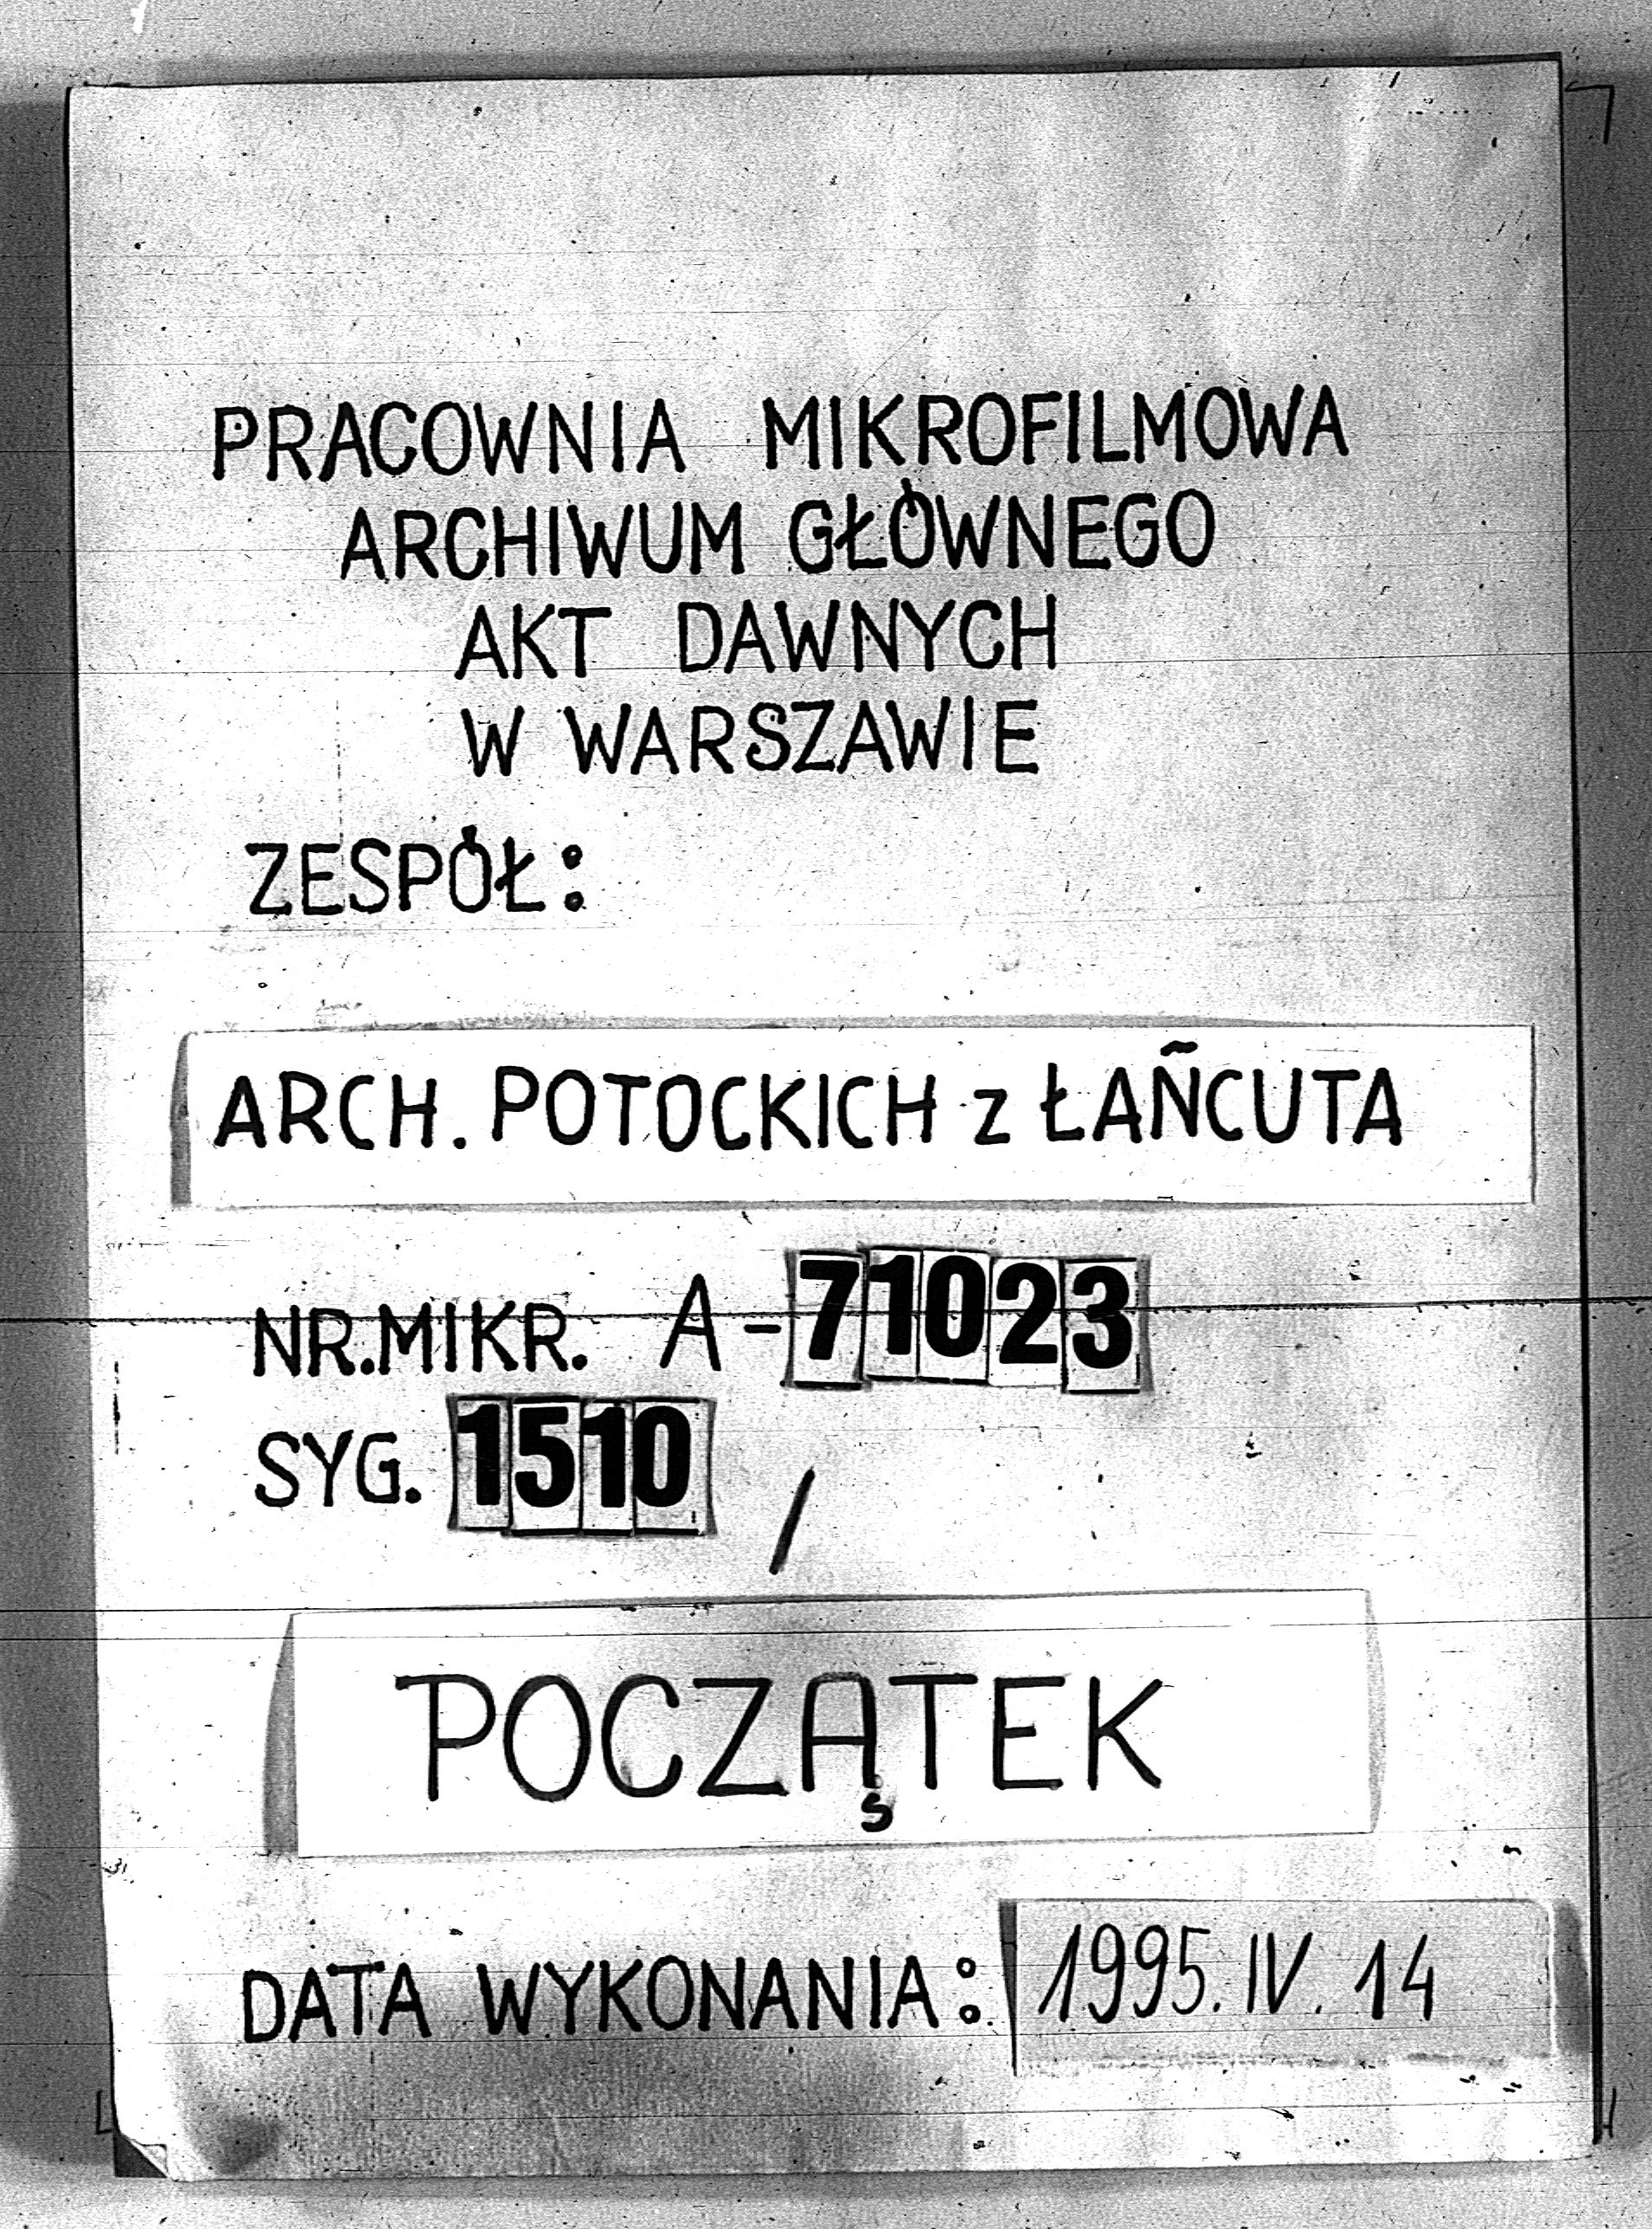 PRACOWNIA MIKROFILMOWA
ARCHIWUM GŁÓWNEGO
AKT DAWNYCH
W WARSZAWIE
ZESPÓŁ:
ARCH. POTOCKICH z ŁAŃCUTA
NR.MIKR. A-71023
SYG. 1510 /
POCZĄTEK
DATA WYKONANIA: 1995.IV.14